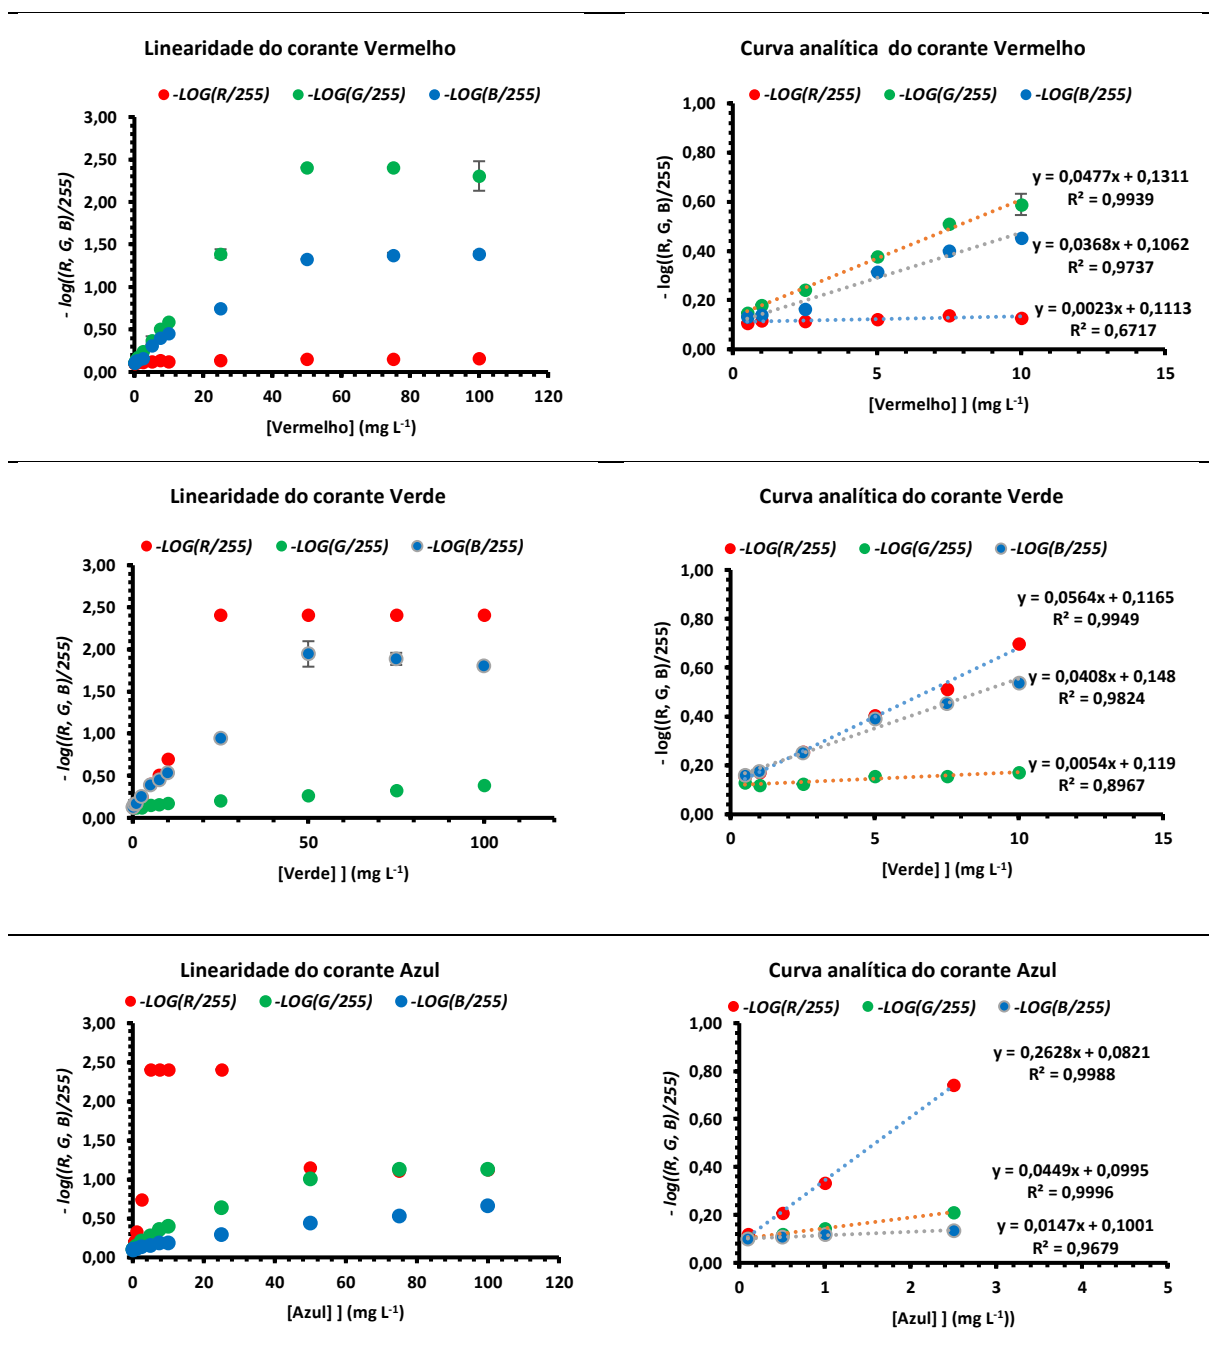 Linearidade do corante Vermelho
-LOG(R/255) -LOG(G/255) -LOG(B/255)
3,00
2,50
2,00
1,50
1,00
0,50
0,00
- log((R, G, B)/255)
0 20 40 60 80 100 120
[Vermelho] (mg L-1)
Curva analítica do corante Vermelho
-LOG(R/255) -LOG(G/255) -LOG(B/255)
1,00
0,80
0,60
0,40
0,20
0,00
- log((R, G, B)/255)
y = 0,0477x + 0,1311
R² = 0,9939
y = 0,0368x + 0,1062
R² = 0,9737
y = 0,0023x + 0,1113
R² = 0,6717
0 5 10 15
[Vermelho] ] (mg L-1)
Linearidade do corante Verde
-LOG(R/255) -LOG(G/255) -LOG(B/255)
3,00
2,50
2,00
1,50
1,00
0,50
0,00
- log((R, G, B)/255)
0 50 100
[Verde] ] (mg L-1)
Curva analítica do corante Verde
-LOG(R/255) -LOG(G/255) -LOG(B/255)
1,00
0,80
0,60
0,40
0,20
0,00
- log((R, G, B)/255)
y = 0,0564x + 0,1165
R² = 0,9949
y = 0,0408x + 0,148
R² = 0,9824
y = 0,0054x + 0,119
R² = 0,8967
0 5 10 15
[Verde] ] (mg L-1)
Linearidade do corante Azul
-LOG(R/255) -LOG(G/255) -LOG(B/255)
3,00
2,50
2,00
1,50
1,00
0,50
0,00
- log((R, G, B)/255)
0 20 40 60 80 100 120
[Azul] ] (mg L-1)
Curva analítica do corante Azul
-LOG(R/255) -LOG(G/255) -LOG(B/255)
1,00
0,80
0,60
0,40
0,20
0,00
- log((R, G, B)/255)
y = 0,2628x + 0,0821
R² = 0,9988
y = 0,0449x + 0,0995
R² = 0,9996
y = 0,0147x + 0,1001
R² = 0,9679
0 1 2 3 4 5
[Azul] ] (mg L-1))